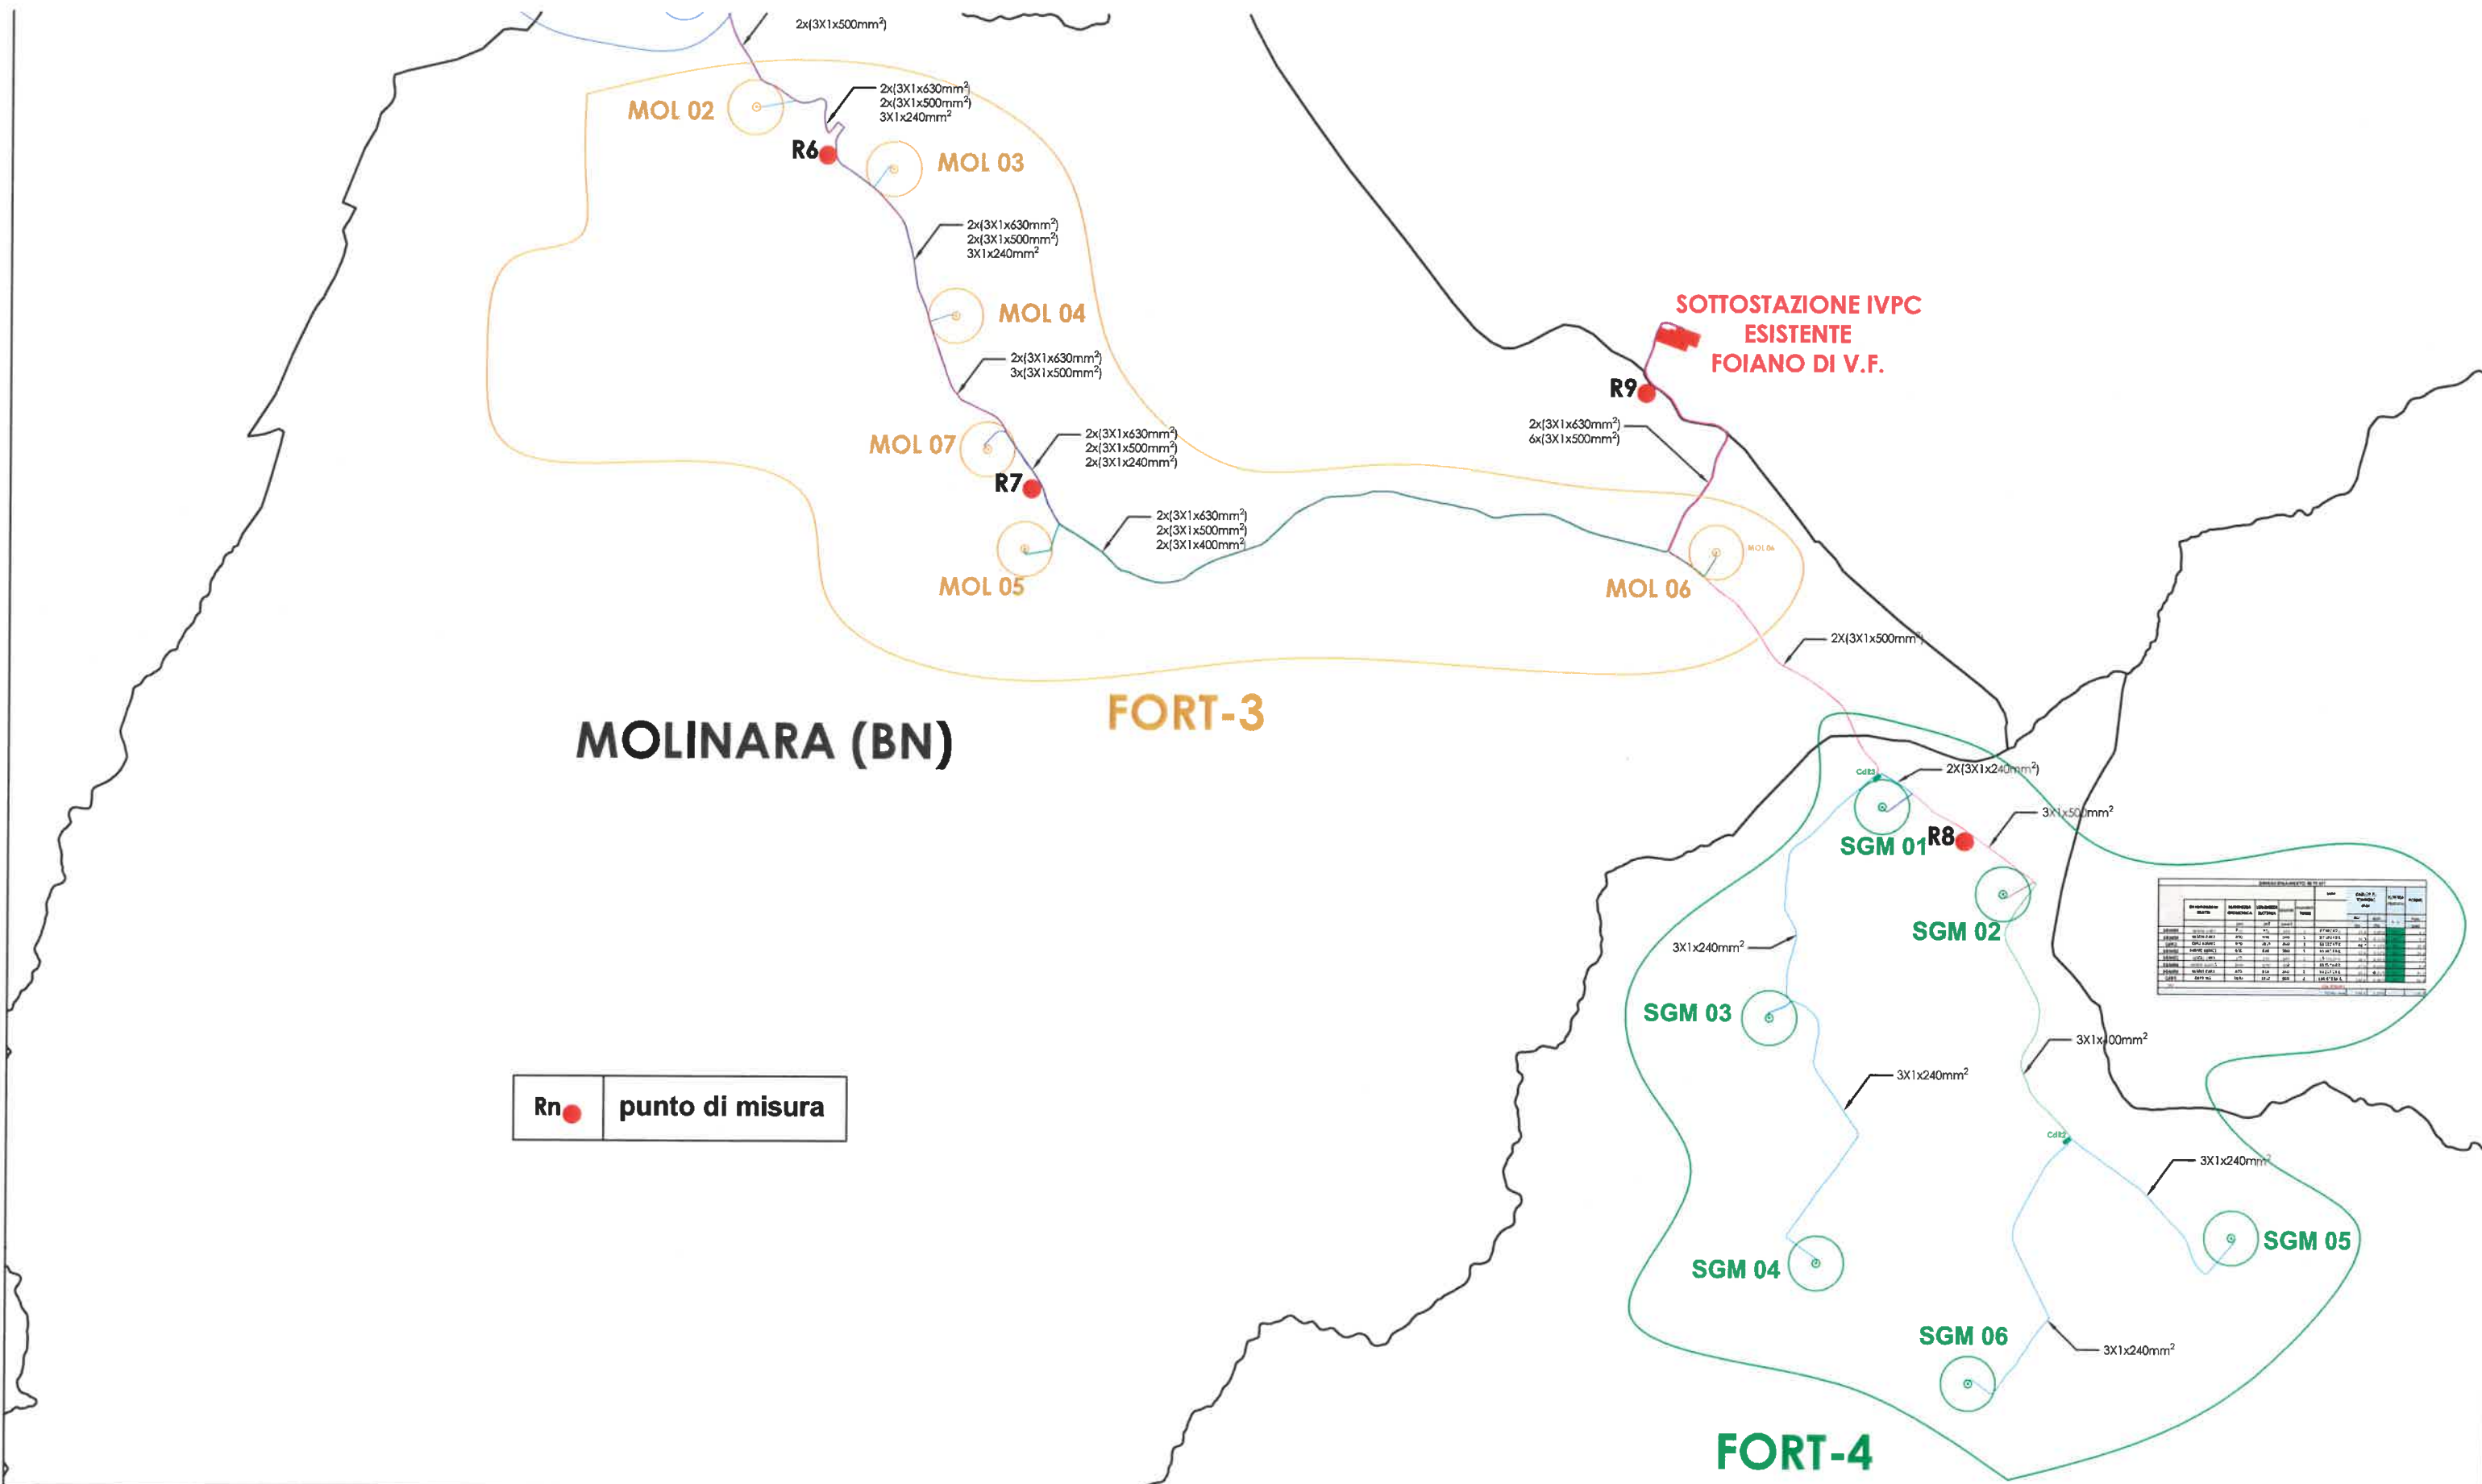 2x(3X1x500mm²)
MOL 02
2x(3X1x630mm²)
2x(3X1x500mm²)
3X1x240mm²
R6
MOL 03
2x(3X1x630mm²)
2x(3X1x500mm²)
3X1x240mm²
MOL 04
SOTTOSTAZIONE IVPC
ESISTENTE
FOIANO DI V.F.
2x(3X1x630mm²)
3x(3X1x500mm²)
R9
MOL 07
2x(3X1x630mm²)
2x(3X1x500mm²)
2x(3X1x240mm²)
2x(3X1x630mm²)
6x(3X1x500mm²)
R7
2x(3X1x630mm²)
2x(3X1x500mm²)
2x(3X1x400mm²)
MOL 05
MOL 06
MOL 06
2X(3X1x500mm²)
FORT-3
MOLINARA (BN)
2X(3X1x240mm²)
3X1x500mm²
SGM 01
R8
SGM 02
3X1x240mm²
SGM 03
3X1x400mm²
3X1x240mm²
Rn
punto di misura
3X1x240mm²
SGM 04
SGM 05
SGM 06
3X1x240mm²
FORT-4